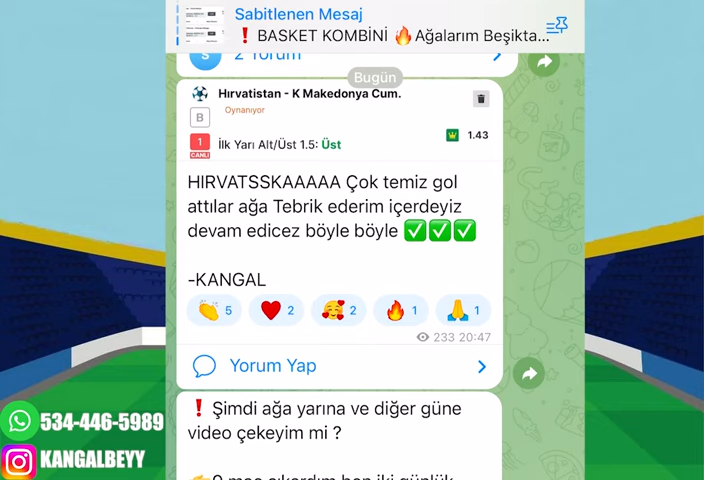 Sabitlenen Mesaj
❗ BASKET KOMBİNİ 🔥Ağalarım Beşikta...
2 Yorum
Bugün
Hırvatistan - K Makedonya Cum.
Oynanıyor
B
1.43
1
CANLI
İlk Yarı Alt/Üst 1.5: Üst
HIRVATSSKAAAAA Çok temiz gol
attılar ağa Tebrik ederim içerdeyiz
devam edicez böyle böyle ✅✅✅
-KANGAL
👏 5 ❤️ 2 🥰 2 🔥 1 🙏 1
233 20:47
Yorum Yap
❗ Şimdi ağa yarına ve diğer güne
video çekeyim mi ?
534-446-5989
KANGALBEYY